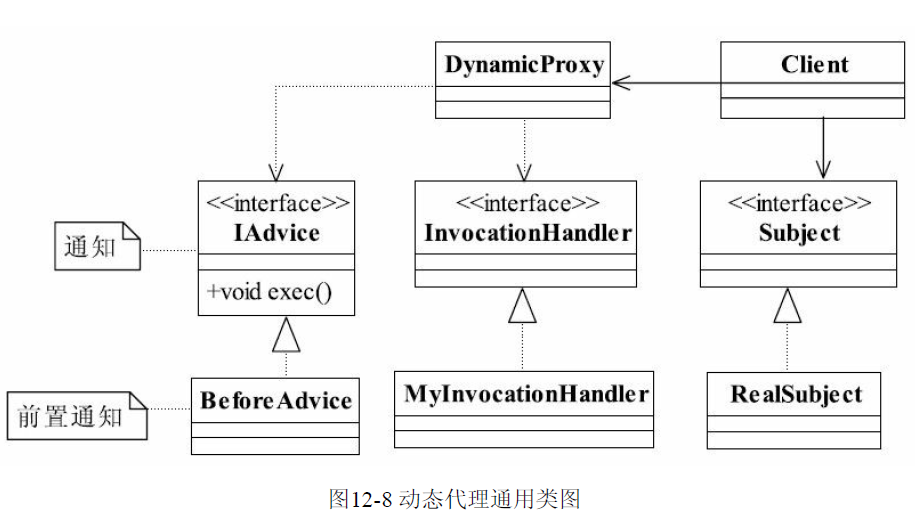 DynamicProxy
Client
<<interface>>
IAdvice
<<interface>>
InvocationHandler
<<interface>>
Subject
通知
+void exec()
前置通知
BeforeAdvice
MyInvocationHandler
RealSubject
图12-8 动态代理通用类图